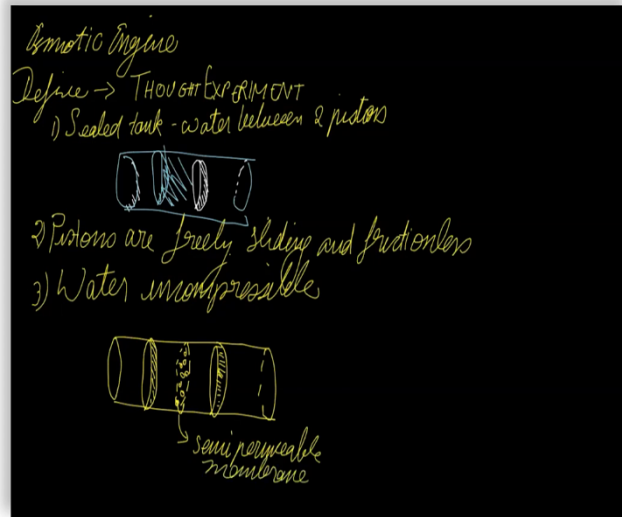 Osmotic Engine
Define → THOUGHT EXPERIMENT
1) Sealed tank - water between 2 pistons
2) Pistons are freely sliding and frictionless
3) Water incompressible
semi permeable
membrane